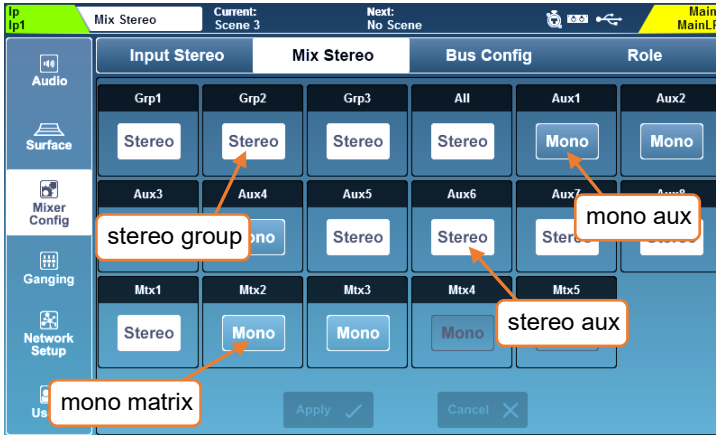 Ip
Ip1
Mix Stereo
Current:
Scene 3
Next:
No Scene
Main
MainLR
Audio
Surface
Mixer
Config
Ganging
Network
Setup
Input Stereo
Mix Stereo
Bus Config
Role
Grp1
Grp2
Grp3
All
Aux1
Aux2
Stereo
Stereo
Stereo
Stereo
Mono
Mono
Aux3
Aux4
Aux5
Aux6
mono aux
stereo group
Stereo
Stereo
Mtx1
Mtx2
Mtx3
Mtx4
Mtx5
Stereo
Mono
Mono
Mono
stereo aux
mono matrix
Apply
Cancel